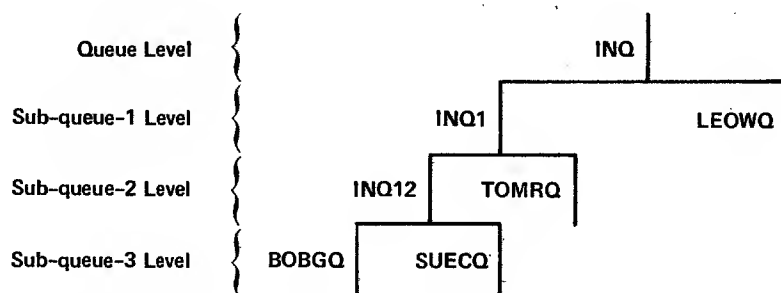 Queue Level INQ
Sub-queue-1 Level INQ1 LEOWQ
Sub-queue-2 Level INQ12 TOMRQ
Sub-queue-3 Level BOBGQ SUECQ